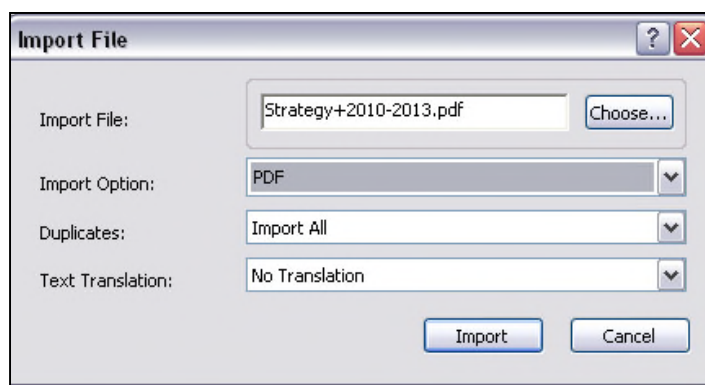 Import File
Import File:
Strategy+2010-2013.pdf
Choose...
Import Option:
PDF
Duplicates:
Import All
Text Translation:
No Translation
Import
Cancel